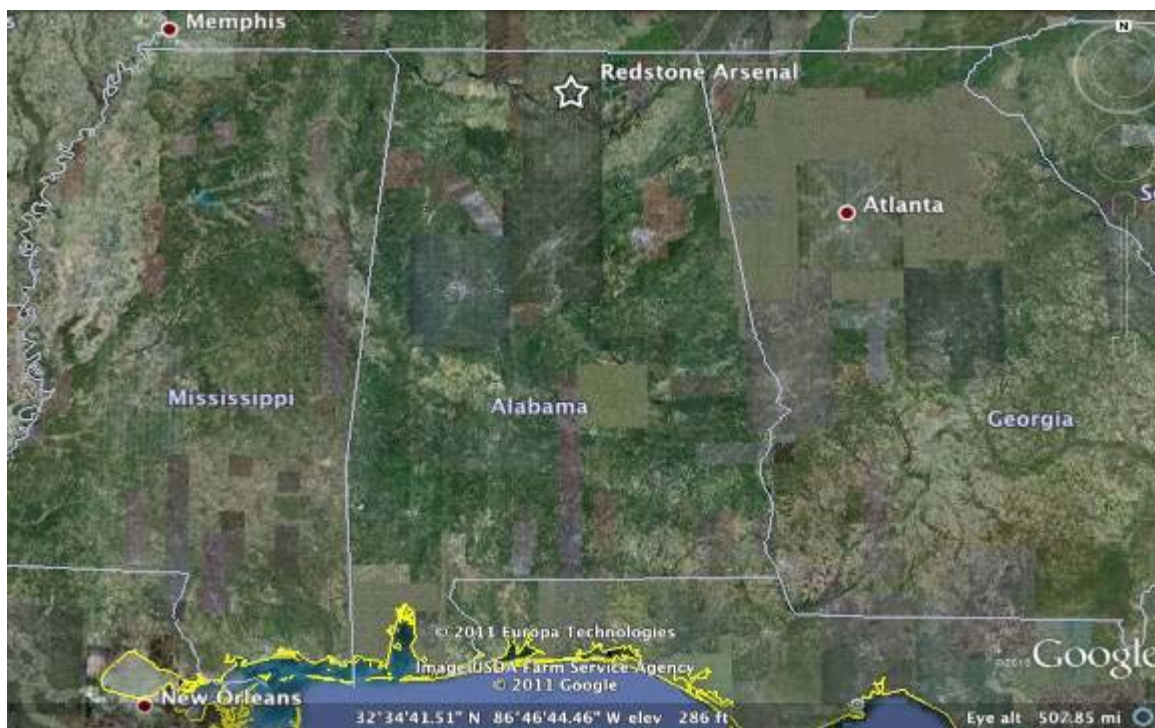 Memphis
N
Redstone Arsenal
Atlanta
Mississippi
Alabama
Georgia
© 2011 Europa Technologies
Image USDA Farm Service Agency
© 2011 Google
©2010 Google
New Orleans
32°34'41.51" N 86°46'44.46" W elev 286 ft
Eye alt 502.85 mi